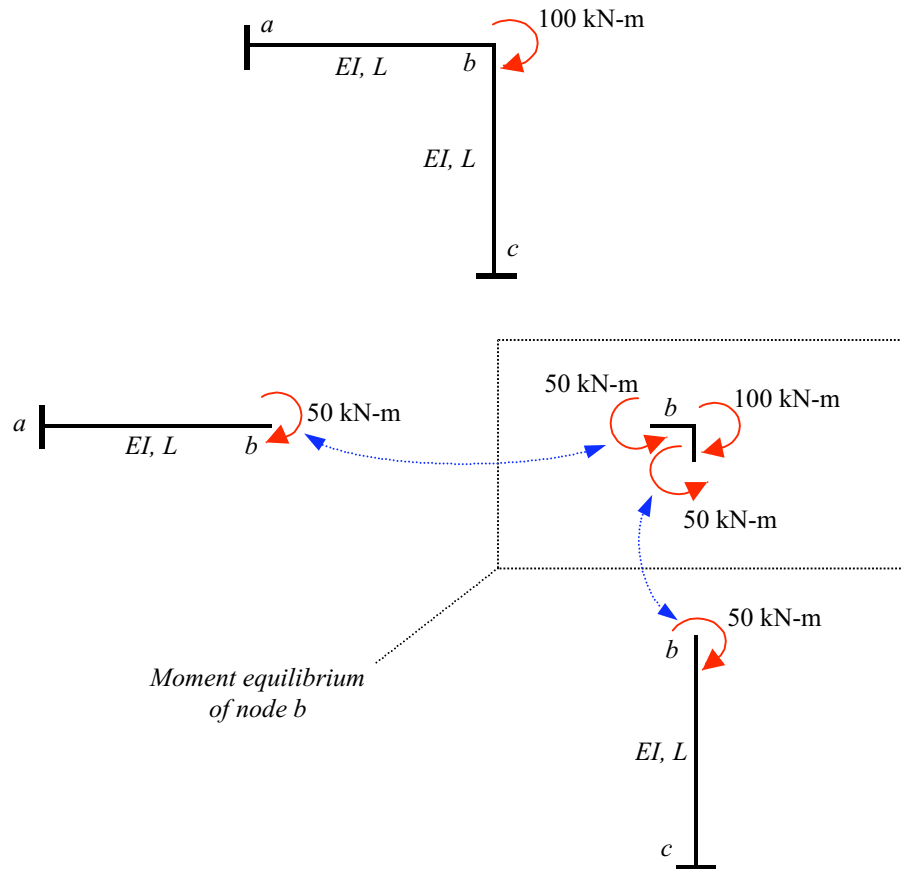 a
100 kN-m
EI, L
b
EI, L
c
50 kN-m
b
100 kN-m
a
50 kN-m
EI, L
b
50 kN-m
50 kN-m
b
Moment equilibrium
of node b
EI, L
c